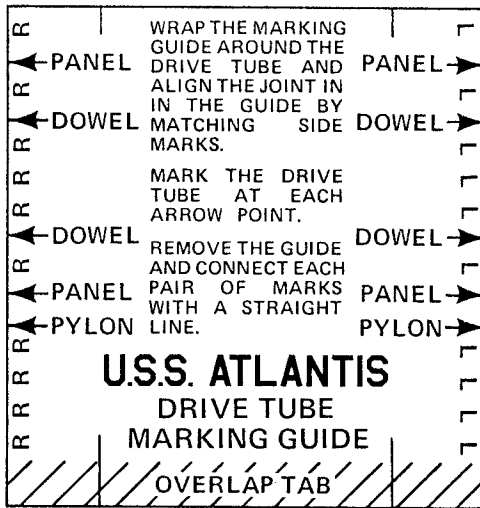 R
PANEL
R
DOWEL
R
R
R
DOWEL
R
PANEL
PYLON
R
R
R
R
WRAP THE MARKING
GUIDE AROUND THE
DRIVE TUBE AND
ALIGN THE JOINT IN
IN THE GUIDE BY
MATCHING SIDE
MARKS.
MARK THE DRIVE
TUBE AT EACH
ARROW POINT.
REMOVE THE GUIDE
AND CONNECT EACH
PAIR OF MARKS
WITH A STRAIGHT
LINE.
L
PANEL
L
DOWEL
L
L
L
DOWEL
L
PANEL
PYLON
L
L
L
L
U.S.S. ATLANTIS
DRIVE TUBE
MARKING GUIDE
OVERLAP TAB